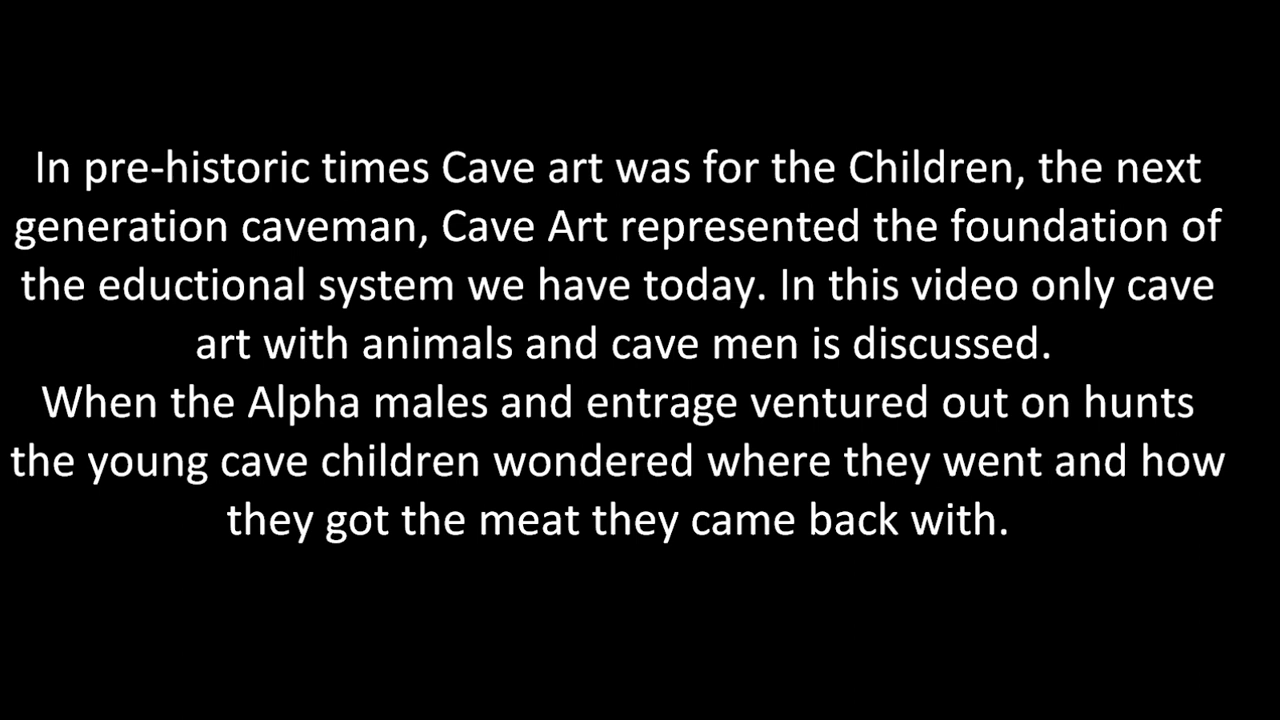 In pre-historic times Cave art was for the Children, the next
generation caveman, Cave Art represented the foundation of
the eductional system we have today. In this video only cave
art with animals and cave men is discussed.
When the Alpha males and entrage ventured out on hunts
the young cave children wondered where they went and how
they got the meat they came back with.